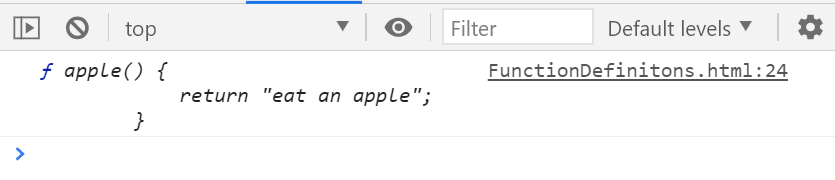 top Filter Default levels
ƒ apple() { FunctionDefinitons.html:24
return "eat an apple";
}